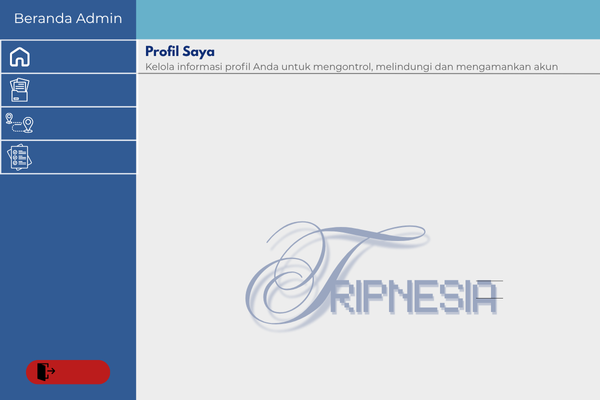 Beranda Admin
Profil Saya
Kelola informasi profil Anda untuk mengontrol, melindungi dan mengamankan akun
TRIPNESIA